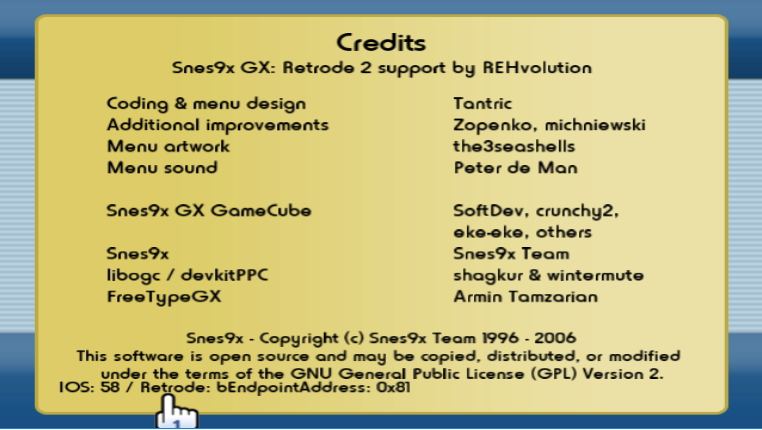 Credits
Snes9x GX: Retrode 2 support by REHvolution
Coding & menu design Tantric
Additional improvements Zopenko, michniewski
Menu artwork the3seashells
Menu sound Peter de Man
Snes9x GX GameCube SoftDev, crunchy2,
eke-eke, others
Snes9x Snes9x Team
libogc / devkitPPC shagkur & wintermute
FreeTypeGX Armin Tamzarian
Snes9x - Copyright (c) Snes9x Team 1996 - 2006
This software is open source and may be copied, distributed, or modified
under the terms of the GNU General Public License (GPL) Version 2.
IOS: 58 / Retrode: bEndpointAddress: 0x81
1